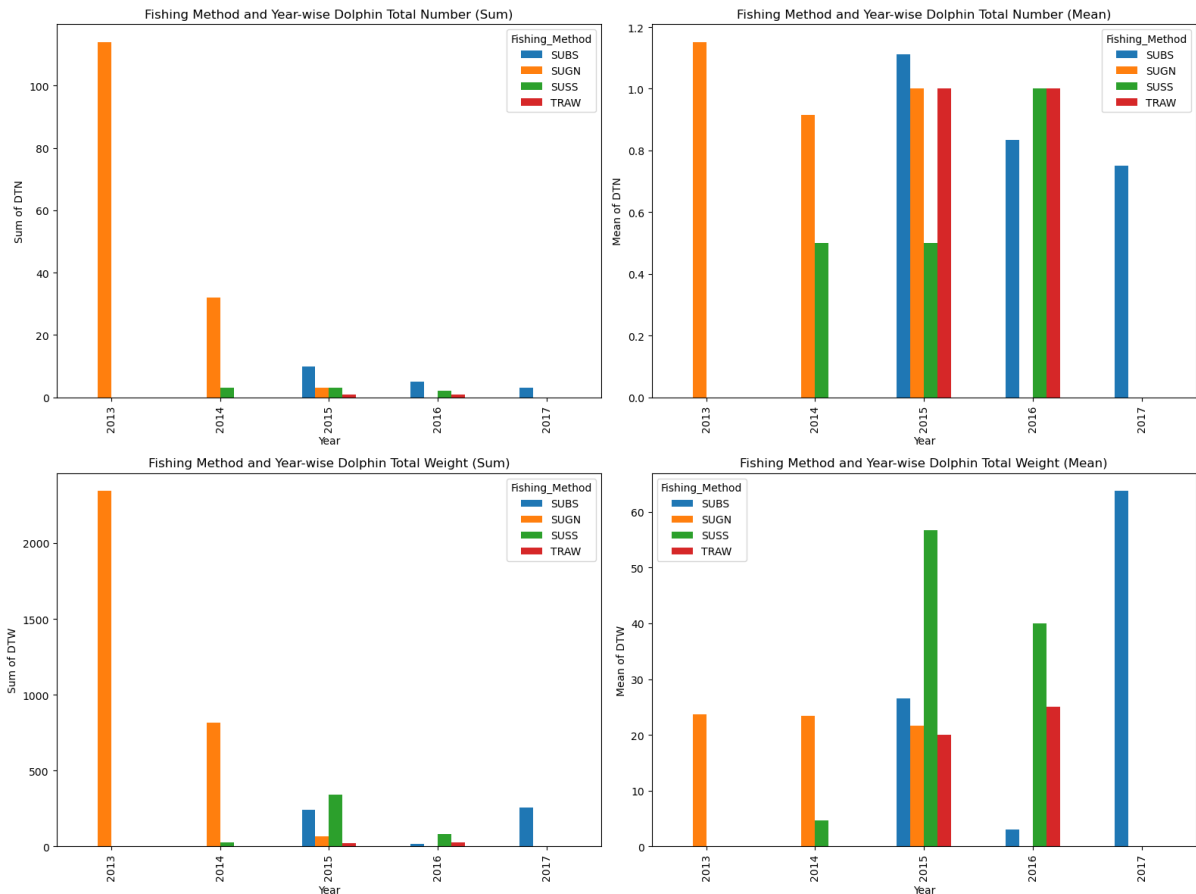 Fishing Method and Year-wise Dolphin Total Number (Sum)
Fishing_Method
SUBS
SUGN
SUSS
TRAW
Sum of DTN
100
80
60
40
20
0
2013
2014
2015
2016
2017
Year
Fishing Method and Year-wise Dolphin Total Number (Mean)
Fishing_Method
SUBS
SUGN
SUSS
TRAW
Mean of DTN
1.2
1.0
0.8
0.6
0.4
0.2
0.0
2013
2014
2015
2016
2017
Year
Fishing Method and Year-wise Dolphin Total Weight (Sum)
Fishing_Method
SUBS
SUGN
SUSS
TRAW
Sum of DTW
2000
1500
1000
500
0
2013
2014
2015
2016
2017
Year
Fishing Method and Year-wise Dolphin Total Weight (Mean)
Fishing_Method
SUBS
SUGN
SUSS
TRAW
Mean of DTW
60
50
40
30
20
10
0
2013
2014
2015
2016
2017
Year